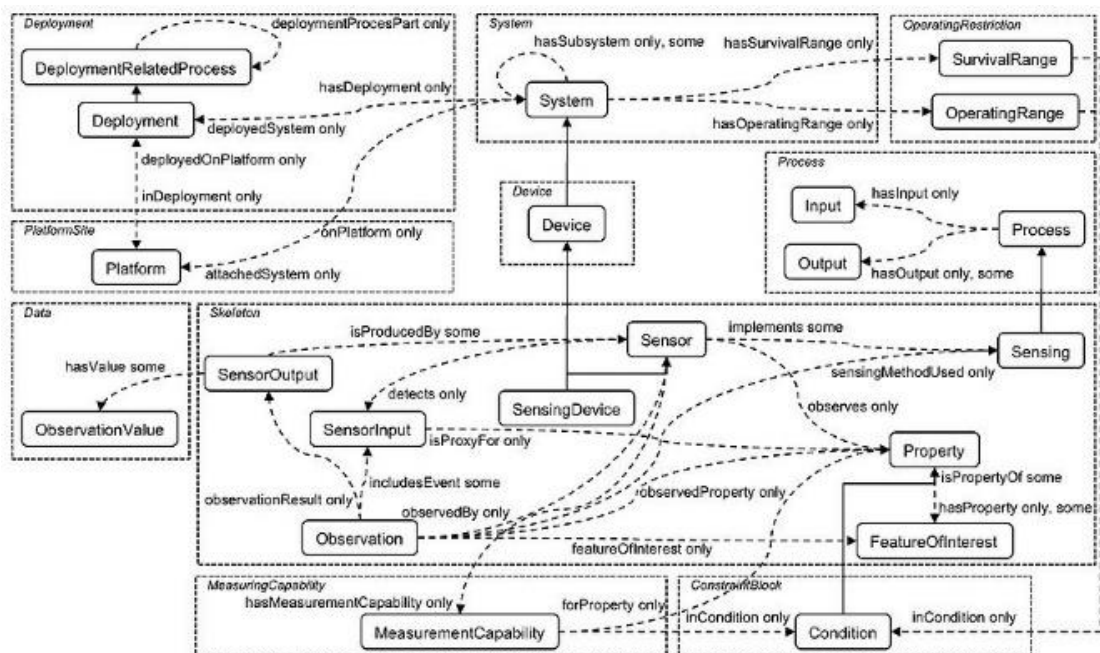 Deployment
deploymentProcesPart only
DeploymentRelatedProcess
Deployment
hasDeployment only
deployedSystem only
deployedOnPlatform only
inDeployment only
System
hasSubsystem only, some
System
hasSurvivalRange only
hasOperatingRange only
OperatingRestriction
SurvivalRange
OperatingRange
Process
hasInput only
Input
Process
Output
hasOutput only, some
Device
Device
PlatformSite
onPlatform only
Platform
attachedSystem only
Data
hasValue some
ObservationValue
Skeleton
isProducedBy some
Sensor
implements some
SensorOutput
Sensing
sensingMethodUsed only
detects only
SensingDevice
observes only
SensorInput
isProxyFor only
Property
isPropertyOf some
observationResult only
includesEvent some
observedProperty only
observedBy only
hasProperty only, some
Observation
featureOfInterest only
FeatureOfInterest
MeasuringCapability
hasMeasurementCapability only
forProperty only
MeasurementCapability
ConstraintBlock
inCondition only
Condition
inCondition only